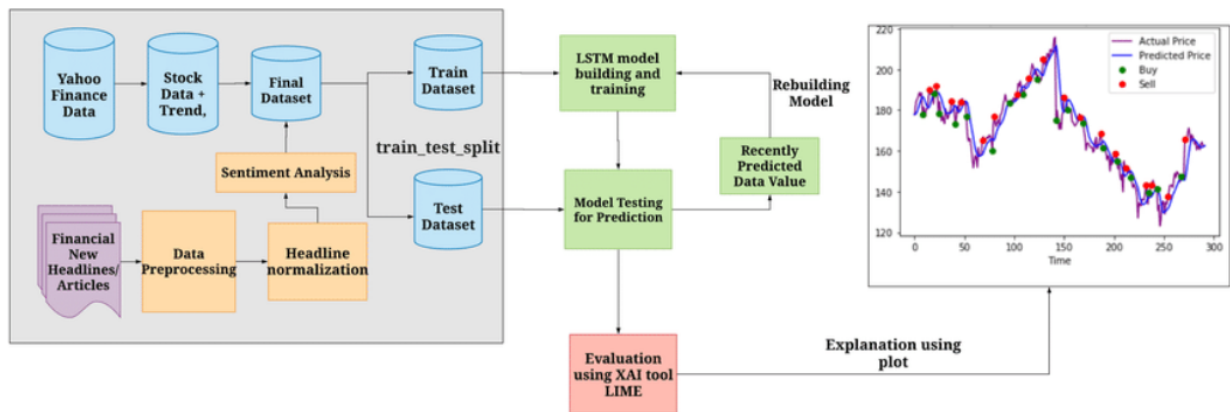 Yahoo
Finance
Data
Stock
Data +
Trend,
Final
Dataset
Train
Dataset
train_test_split
Test
Dataset
Sentiment Analysis
Financial
New
Headlines/
Articles
Data
Preprocessing
Headline
normalization
LSTM model
building and
training
Rebuilding
Model
Recently
Predicted
Data Value
Model Testing
for Prediction
Evaluation
using XAI tool
LIME
Explanation using
plot
220
200
180
160
140
120
0
50
100
150
200
250
300
Time
Actual Price
Predicted Price
Buy
Sell